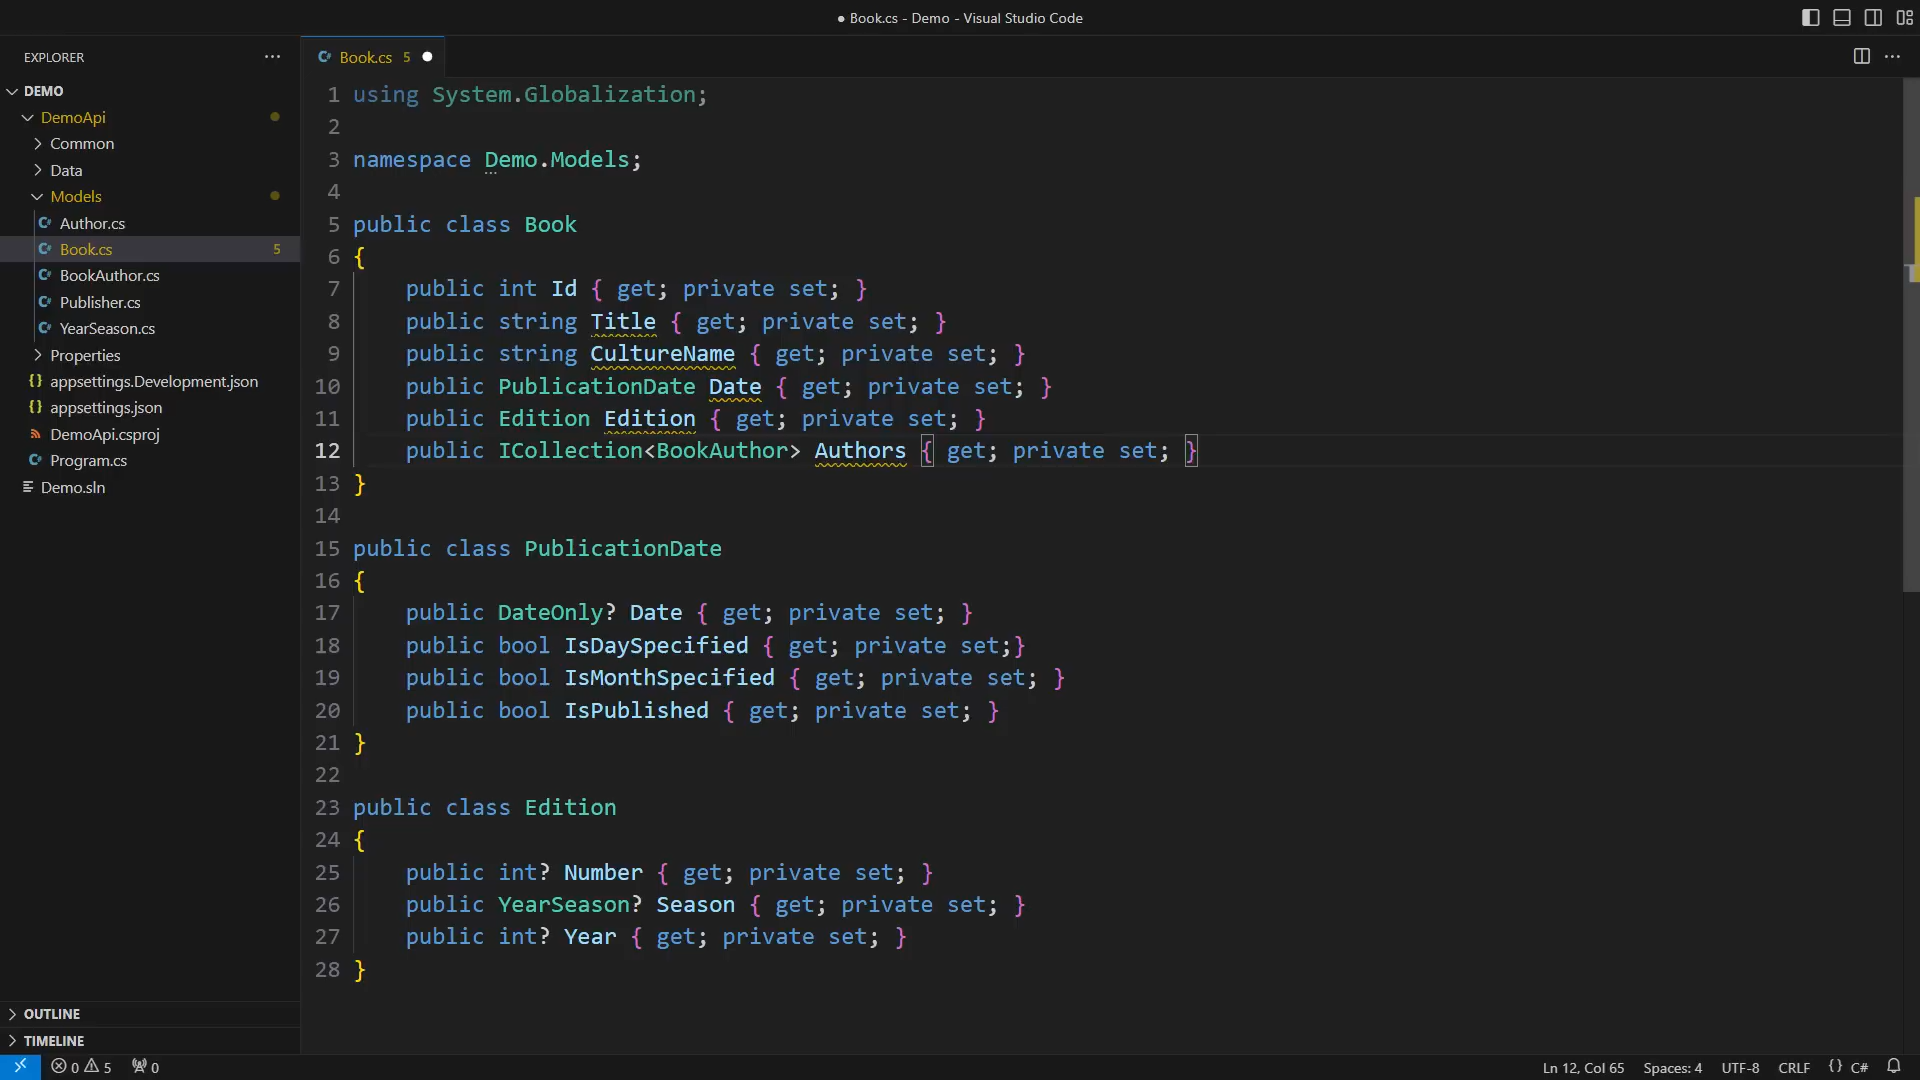 ● Book.cs - Demo - Visual Studio Code
EXPLORER
DEMO
DemoApi
Common
Data
Models
Author.cs
Book.cs 5
BookAuthor.cs
Publisher.cs
YearSeason.cs
Properties
{} appsettings.Development.json
{} appsettings.json
DemoApi.csproj
Program.cs
Demo.sln
OUTLINE
TIMELINE
Book.cs 5 ●
1 using System.Globalization;
2
3 namespace Demo.Models;
4
5 public class Book
6 {
7     public int Id { get; private set; }
8     public string Title { get; private set; }
9     public string CultureName { get; private set; }
10     public PublicationDate Date { get; private set; }
11     public Edition Edition { get; private set; }
12     public ICollection<BookAuthor> Authors { get; private set; }
13 }
14
15 public class PublicationDate
16 {
17     public DateOnly? Date { get; private set; }
18     public bool IsDaySpecified { get; private set;}
19     public bool IsMonthSpecified { get; private set; }
20     public bool IsPublished { get; private set; }
21 }
22
23 public class Edition
24 {
25     public int? Number { get; private set; }
26     public YearSeason? Season { get; private set; }
27     public int? Year { get; private set; }
28 }
0 5 0
Ln 12, Col 65 Spaces: 4 UTF-8 CRLF {} C#